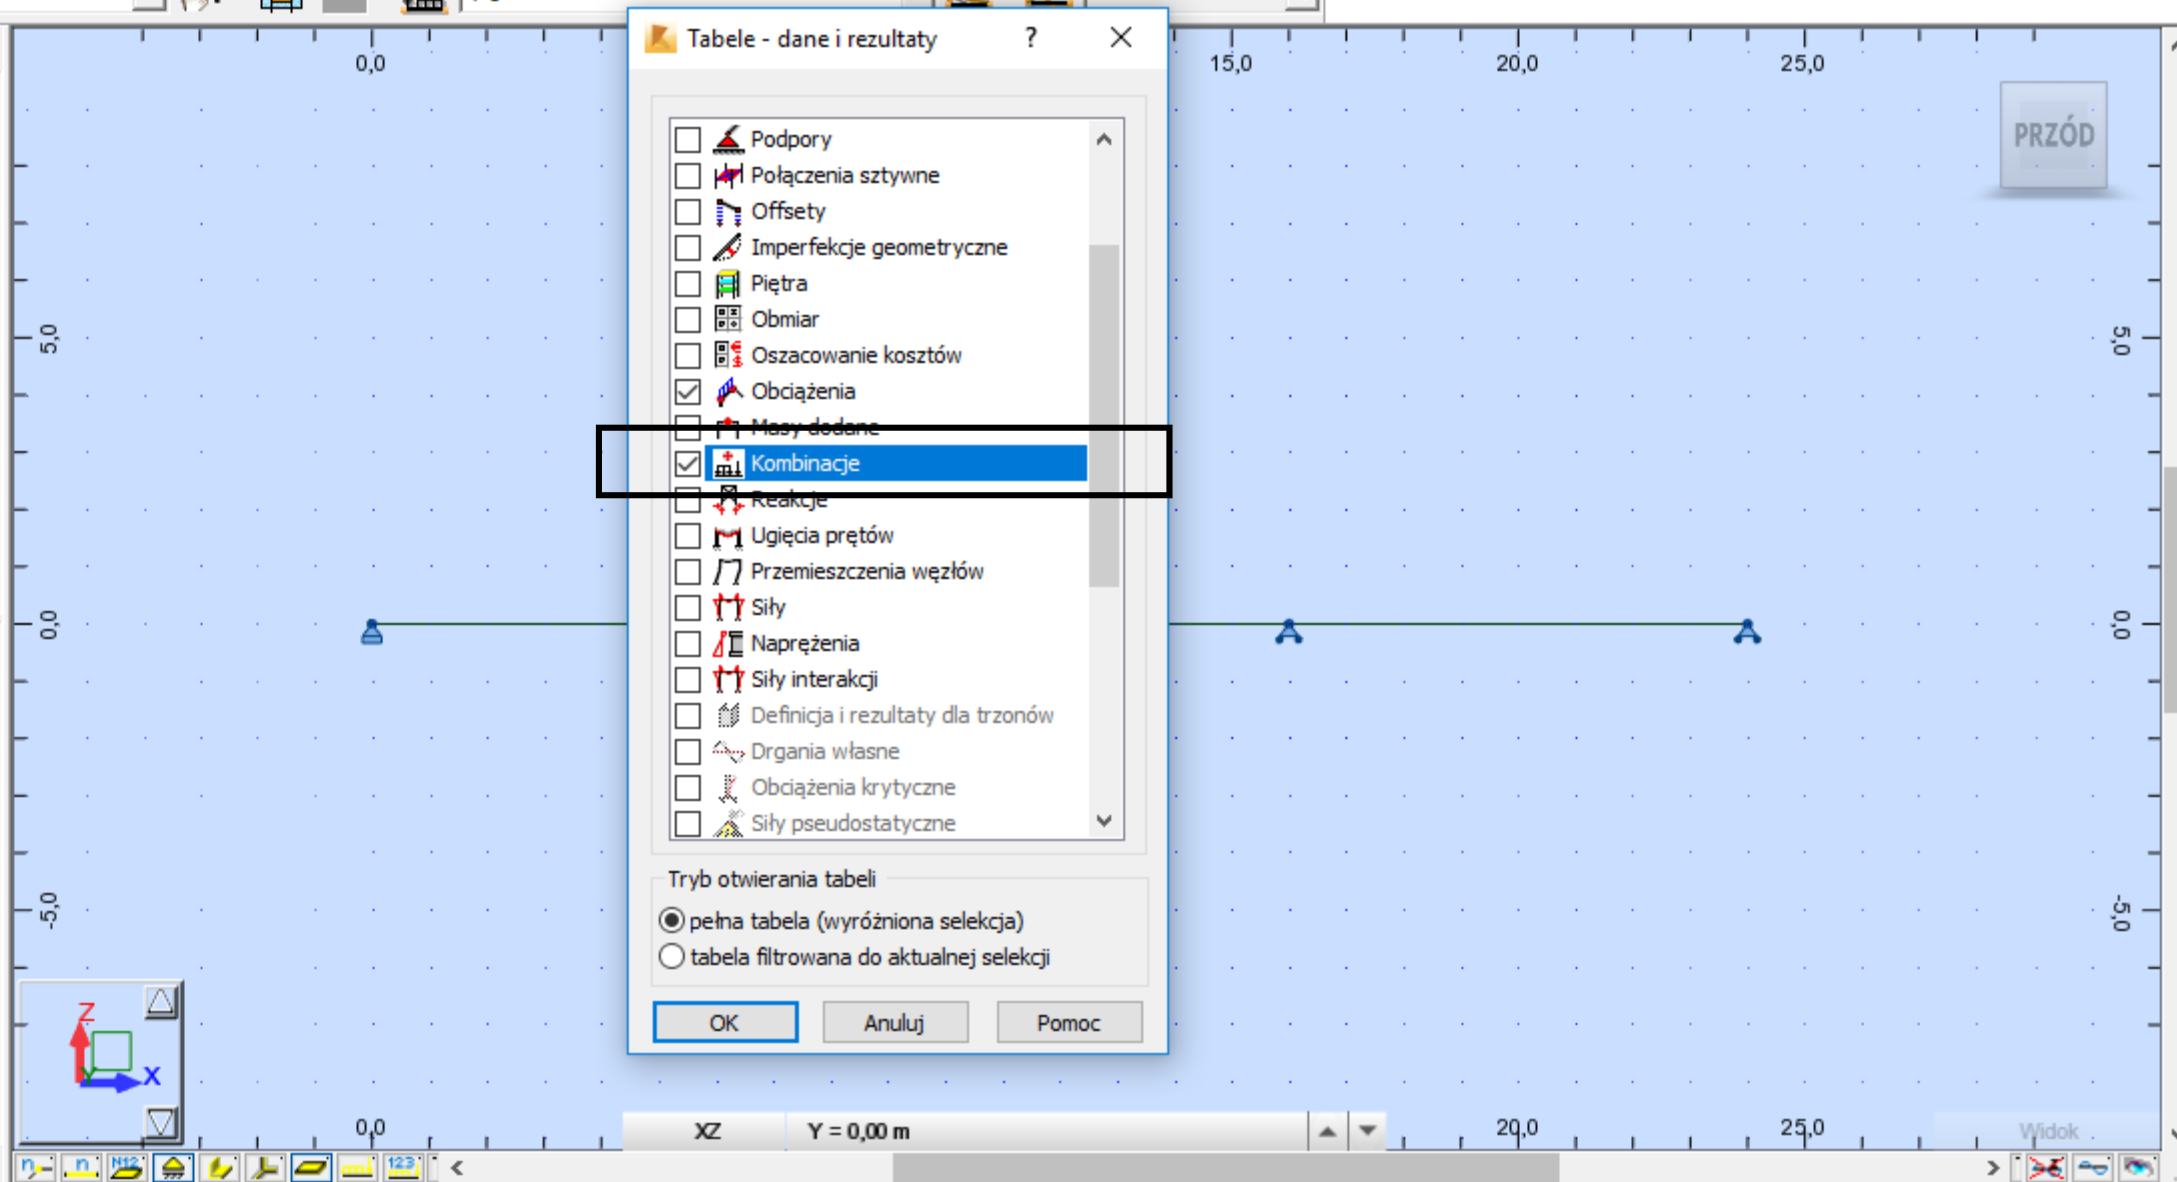 Tabele - dane i rezultaty ?
0,0 15,0 20,0 25,0
PRZÓD
Podpory
Połączenia sztywne
Offsety
Imperfekcje geometryczne
Piętra
Obmiar
Oszacowanie kosztów
Obciążenia
Masy dodane
Kombinacje
Reakcje
Ugięcia prętów
Przemieszczenia węzłów
Siły
Naprężenia
Siły interakcji
Definicja i rezultaty dla trzonów
Drgania własne
Obciążenia krytyczne
Siły pseudostatyczne
5,0 5,0
0,0 0,0
-5,0 -5,0
Tryb otwierania tabeli
pełna tabela (wyróżniona selekcja)
tabela filtrowana do aktualnej selekcji
OK Anuluj Pomoc
Z
Y X
0,0 20,0 25,0
XZ Y = 0,00 m Widok
n n N12 123